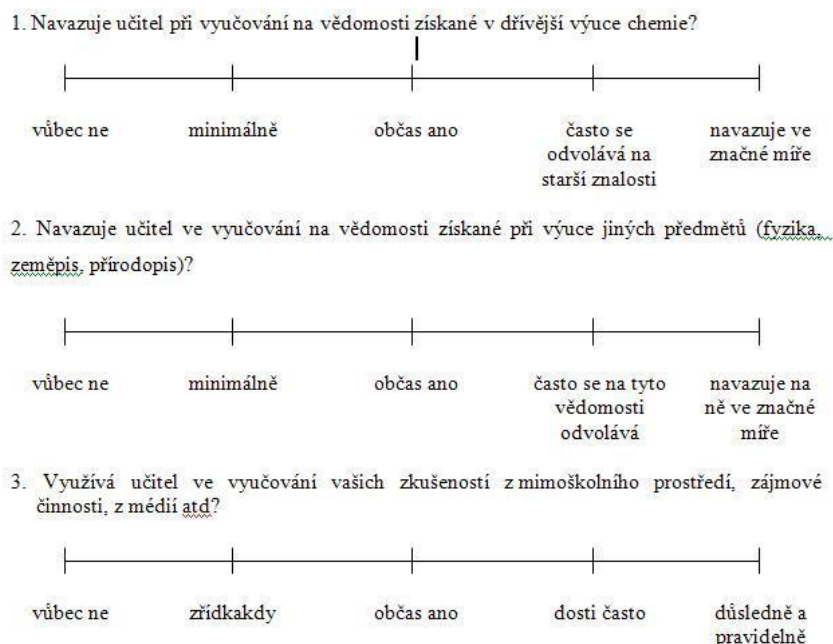 1. Navazuje učitel při vyučování na vědomosti získané v dřívější výuce chemie?
vůbec ne minimálně občas ano často se navazuje ve
odvolává na značné míře
starší znalosti
2. Navazuje učitel ve vyučování na vědomosti získané při výuce jiných předmětů (fyzika,
zeměpis, přírodopis)?
vůbec ne minimálně občas ano často se na tyto navazuje na
vědomosti ně ve značné
odvolává míře
3. Využívá učitel ve vyučování vašich zkušeností z mimoškolního prostředí, zájmové
činnosti, z médií atd?
vůbec ne zřídkakdy občas ano dosti často důsledně a
pravidelně